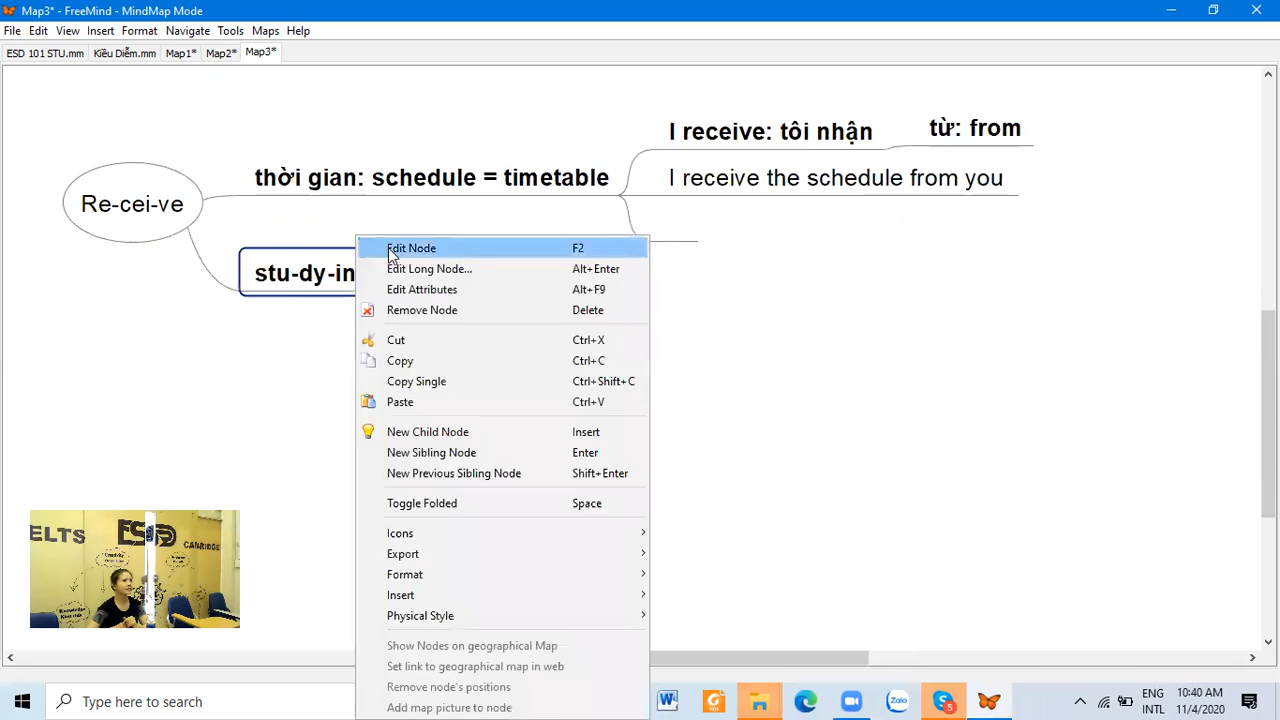 Map3* - FreeMind - MindMap Mode
File Edit View Insert Format Navigate Tools Maps Help
ESD 101 STU.mm Kiều Diễm.mm Map1* Map2* Map3*
I receive: tôi nhận
từ: from
thời gian: schedule = timetable
I receive the schedule from you
Re-cei-ve
stu-dy-in
Edit Node F2
Edit Long Node... Alt+Enter
Edit Attributes Alt+F9
Remove Node Delete
Cut Ctrl+X
Copy Ctrl+C
Copy Single Ctrl+Shift+C
Paste Ctrl+V
New Child Node Insert
New Sibling Node Enter
New Previous Sibling Node Shift+Enter
Toggle Folded Space
Icons
Export
Format
Insert
Physical Style
Show Nodes on geographical Map
Set link to geographical map in web
Remove node's positions
Add map picture to node
ELTS ESD
Type here to search
Zalo
5
ENG
INTL
10:40 AM
11/4/2020